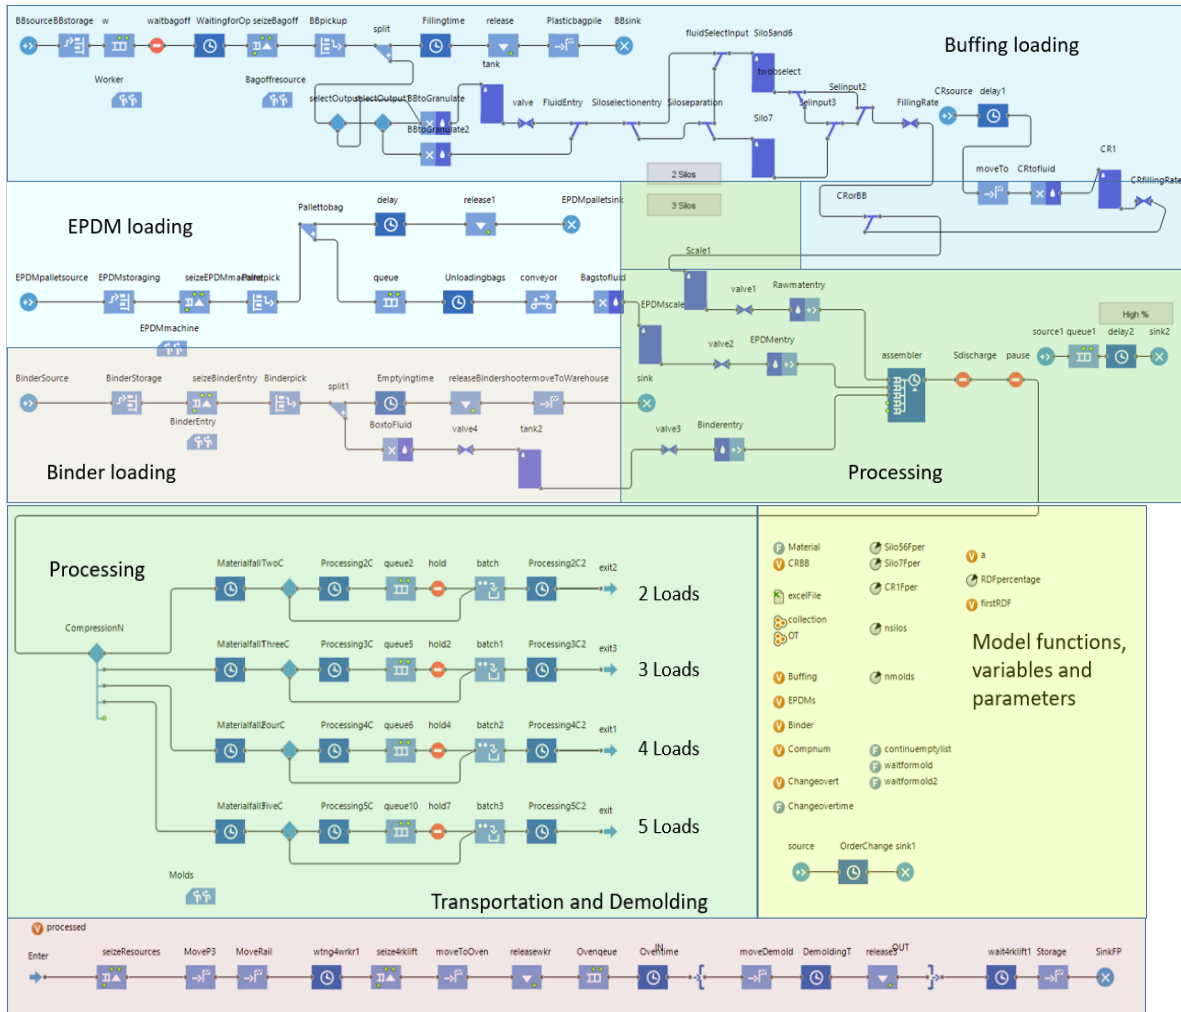 BBsource BBstorage w waitbagoff WaitingforOp seizeBagoff BBpickup split Fillingtime release Plasticbagpile BBsink
Worker
Bagoffresource
tank
fluidSelectInput
Silo5and6
Buffing loading
twobselect
selectOutput
selectOutput1
BBtoGranulate
BBtoGranulate2
valve
FluidEntry
Siloselectionentry
Siloseparation
Silo7
Selinput2
Selinput3
FillingRate
CRsource
delay1
2 Silos
3 Silos
moveTo
CRtofluid
CR1
CRfillingRate
CRorBB
EPDM loading
Pallettobag
delay
release1
EPDMpalletsink
EPDMpalletsource
EPDMstoraging
seizeEPDMmachine
queue
Unloadingbags
conveyor
Bagstofluid
EPDMmachine
Scale1
EPDMscale
valve1
Rawmatentry
High %
valve2
EPDMentry
source1
queue1
delay2
sink2
assembler
Sdischarge
pause
BinderSource
BinderStorage
seizeBinderEntry
Binderpick
split1
Emptyingtime
releaseBindershooter
moveToWarehouse
sink
BinderEntry
BoxtoFluid
valve4
tank2
valve3
Binderentry
Binder loading
Processing
Processing
CompressionN
TwoC
Processing2C
queue2
hold
batch
Processing2C2
exit2
2 Loads
ThreeC
Processing3C
queue5
hold2
batch1
Processing3C2
exit3
3 Loads
FourC
Processing4C
queue6
hold4
batch2
Processing4C2
exit1
4 Loads
FiveC
Processing5C
queue10
hold7
batch3
Processing5C2
exit
5 Loads
Molds
Transportation and Demolding
Material
CRBB
excelFile
collection
OT
Buffing
EPDMs
Binder
Compnum
Changeovert
Changeovertime
Silo56Fper
Silo7Fper
CR1Fper
nsilos
nmolds
continuemptylist
waitformold
waitformold2
a
RDFpercentage
firstRDF
Model functions,
variables and
parameters
source
OrderChange
sink1
processed
Enter
seizeResources
MoveP3
MoveRail
wtng4wrkr1
seize4rklift
moveToOven
releasewkr
Ovenqeue
Oventime
IN
moveDemold
DemoldingT
release3
OUT
wait4rklift1
Storage
SinkFP